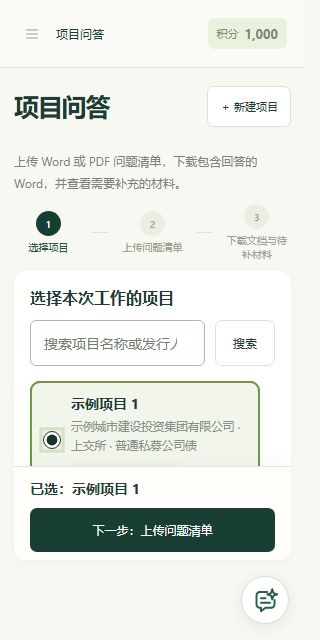 项目问答
积分 1,000
项目问答
+ 新建项目
上传 Word 或 PDF 问题清单，下载包含回答的
Word，并查看需要补充的材料。
1
选择项目
2
上传问题清单
3
下载文档与待
补材料
选择本次工作的项目
搜索项目名称或发行人
搜索
示例项目 1
示例城市建设投资集团有限公司 ·
上交所 · 普通私募公司债
已选：示例项目 1
下一步：上传问题清单